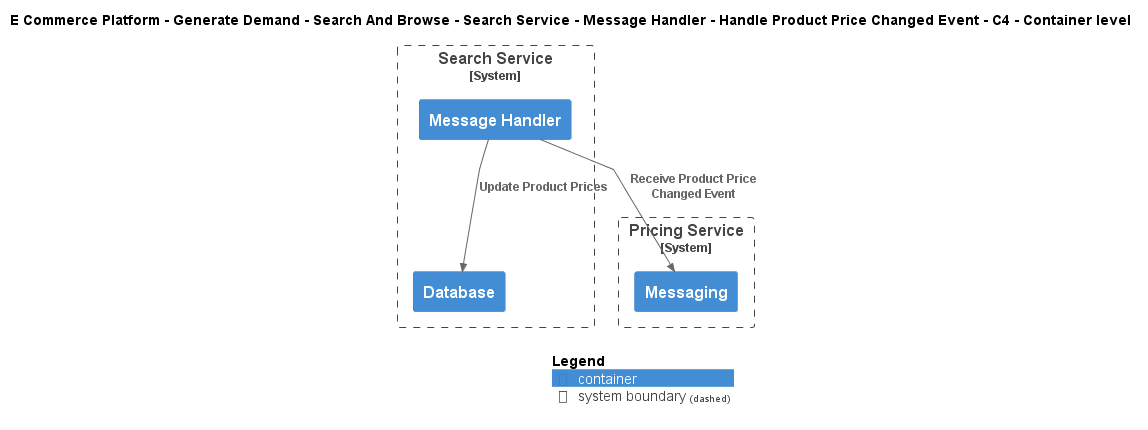 E Commerce Platform - Generate Demand - Search And Browse - Search Service - Message Handler - Handle Product Price Changed Event - C4 - Container level
Search Service
[System]
Message Handler
Update Product Prices
Receive Product Price
Changed Event
Pricing Service
[System]
Database
Messaging
Legend
container
system boundary (dashed)